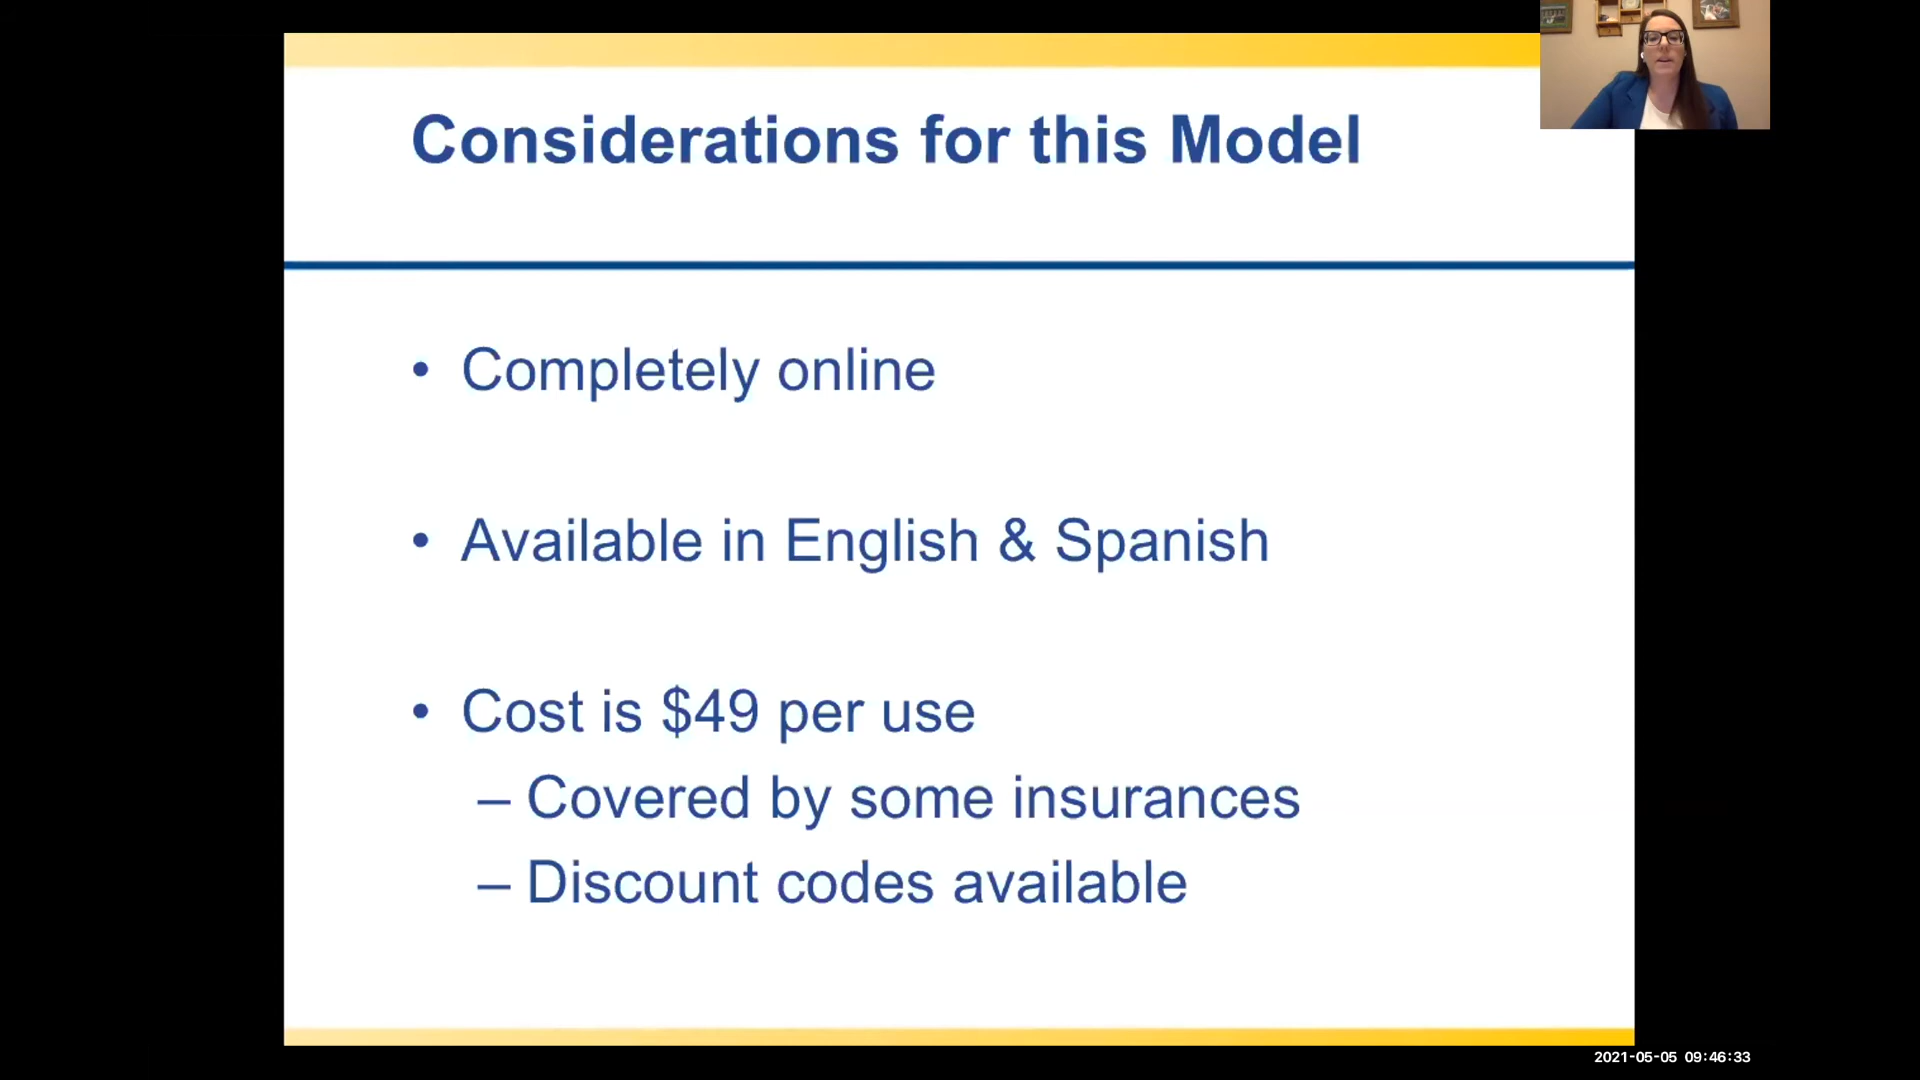 Considerations for this Model
• Completely online
• Available in English & Spanish
• Cost is $49 per use
– Covered by some insurances
– Discount codes available
2021-05-05 09:46:33